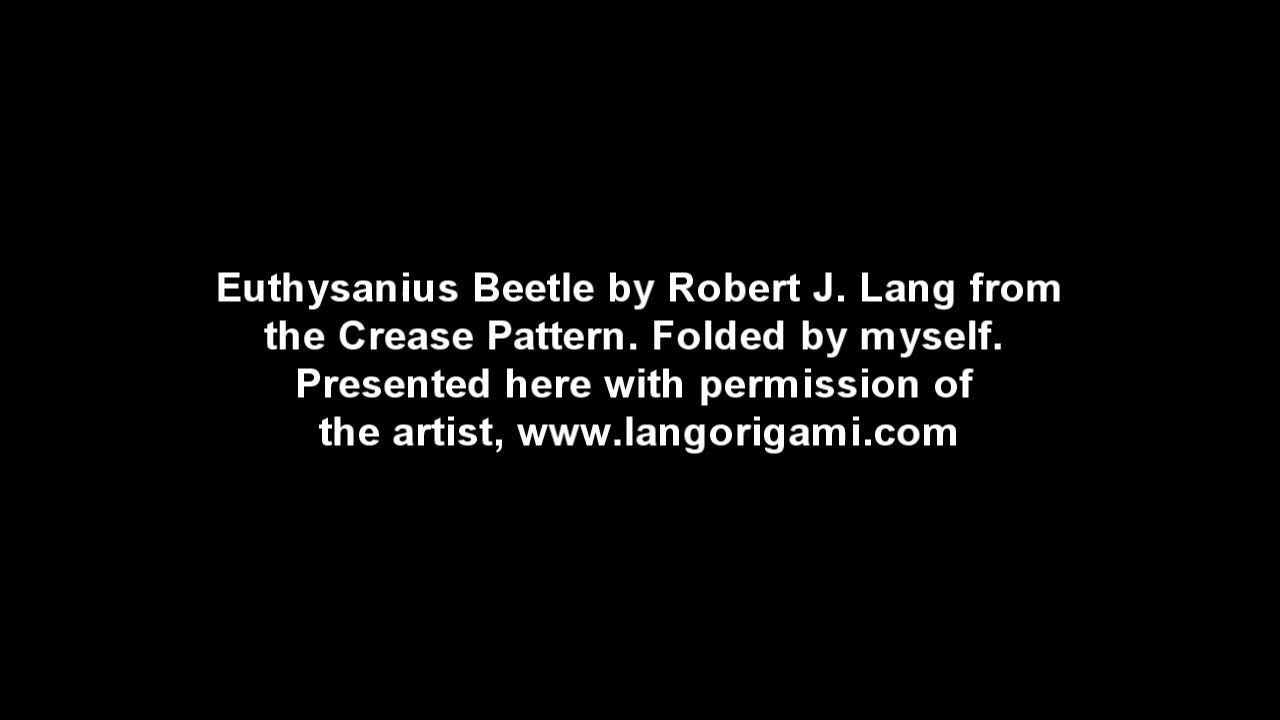 Euthysanius Beetle by Robert J. Lang from
the Crease Pattern. Folded by myself.
Presented here with permission of
the artist, www.langorigami.com